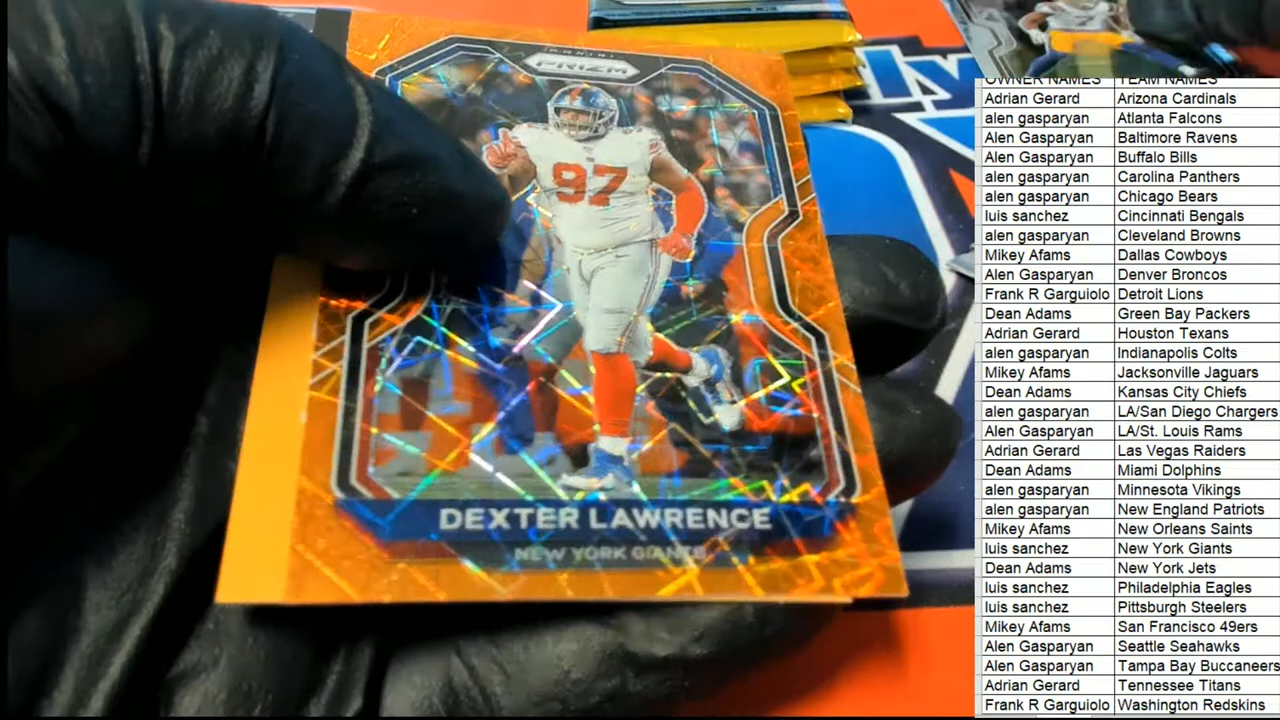 PANINI
PRIZM
97
DEXTER LAWRENCE
NEW YORK GIANTS
ly
OWNER NAMES TEAM NAMES
Adrian Gerard Arizona Cardinals
alen gasparyan Atlanta Falcons
Alen Gasparyan Baltimore Ravens
Alen Gasparyan Buffalo Bills
alen gasparyan Carolina Panthers
alen gasparyan Chicago Bears
luis sanchez Cincinnati Bengals
alen gasparyan Cleveland Browns
Mikey Afams Dallas Cowboys
Alen Gasparyan Denver Broncos
Frank R Garguiolo Detroit Lions
Dean Adams Green Bay Packers
Adrian Gerard Houston Texans
alen gasparyan Indianapolis Colts
Mikey Afams Jacksonville Jaguars
Dean Adams Kansas City Chiefs
alen gasparyan LA/San Diego Chargers
Alen Gasparyan LA/St. Louis Rams
Adrian Gerard Las Vegas Raiders
Dean Adams Miami Dolphins
alen gasparyan Minnesota Vikings
alen gasparyan New England Patriots
Mikey Afams New Orleans Saints
luis sanchez New York Giants
Dean Adams New York Jets
luis sanchez Philadelphia Eagles
luis sanchez Pittsburgh Steelers
Mikey Afams San Francisco 49ers
Alen Gasparyan Seattle Seahawks
Alen Gasparyan Tampa Bay Buccaneers
Adrian Gerard Tennessee Titans
Frank R Garguiolo Washington Redskins